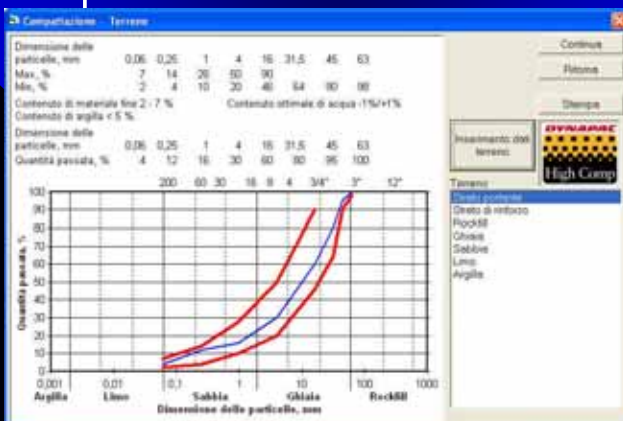 Compattazione - Terreno
Dimensione delle
particelle, mm 0,06 0,25 1 4 16 31,5 45 63
Max, % 7 14 28 50 90
Min, % 2 4 10 20 46 64 90 98
Contenuto di materiale fine 2 - 7 % Contenuto ottimale di acqua -1%/+1%
Contenuto di argilla < 5 %
Dimensione delle
particelle, mm 0,06 0,25 1 4 16 31,5 45 63
Quantità passata, % 4 12 16 30 60 80 95 100
200 60 30 16 8 4 3/4" 3" 12"
100
90
80
70
60
50
40
30
20
10
0
Quantità passata, %
0,001 0,01 0,1 1 10 100 1000
Argilla Limo Sabbia Ghiaia Rockfill
Dimensione delle particelle, mm
Continua
Ritorna
Stampa
Inserimento dati
terreno
DYNAPAC
High Comp
Terreno
Strato portante
Strato di rinforzo
Rockfill
Ghiaia
Sabbia
Limo
Argilla